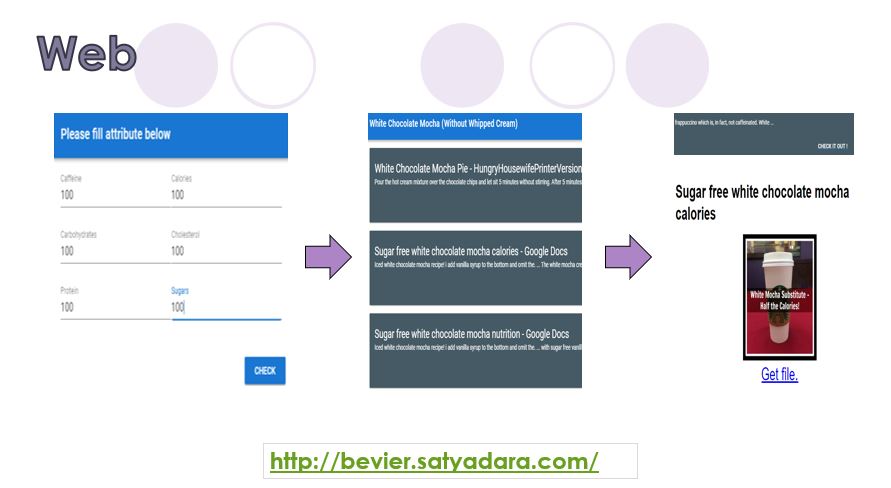 Web
Please fill attribute below
Caffeine Calories
100 100
Carbohydrates Cholesterol
100 100
Protein Sugars
100 100
CHECK
White Chocolate Mocha (Without Whipped Cream)
White Chocolate Mocha Pie - HungryHousewifePrinterVersion
Pour the hot cream mixture over the chocolate chips and let sit 5 minutes without stirring. After 5 minutes
Sugar free white chocolate mocha calories - Google Docs
Iced white chocolate mocha recipe! I add vanilla syrup to the bottom and omit the. ... The white mocha cre
Sugar free white chocolate mocha nutrition - Google Docs
Iced white chocolate mocha recipe! I add vanilla syrup to the bottom and omit the. ... with sugar free vanil
frappuccino which is, in fact, not caffeinated. White ...
CHECK IT OUT !
Sugar free white chocolate mocha
calories
White Mocha Substitute -
Half the Calories!
Get file.
http://bevier.satyadara.com/